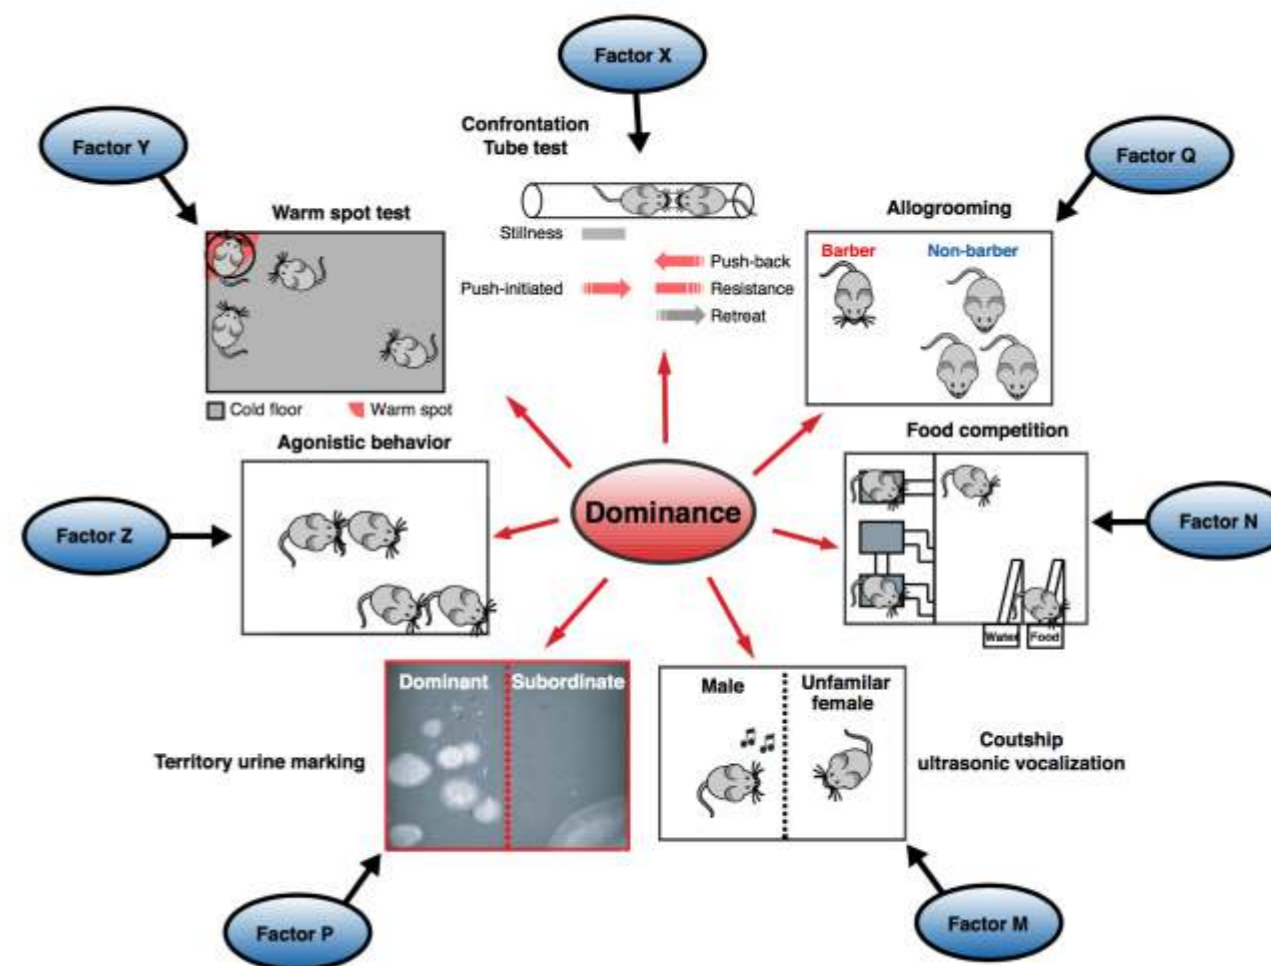 Factor X
Confrontation
Tube test
Factor Y
Factor Q
Warm spot test
Allogrooming
Stillness
Push-back
Push-initiated
Resistance
Retreat
Barber
Non-barber
Cold floor
Warm spot
Agonistic behavior
Food competition
Factor Z
Dominance
Factor N
Water
Food
Dominant
Subordinate
Male
Unfamilar
female
Territory urine marking
Coutship
ultrasonic vocalization
Factor P
Factor M